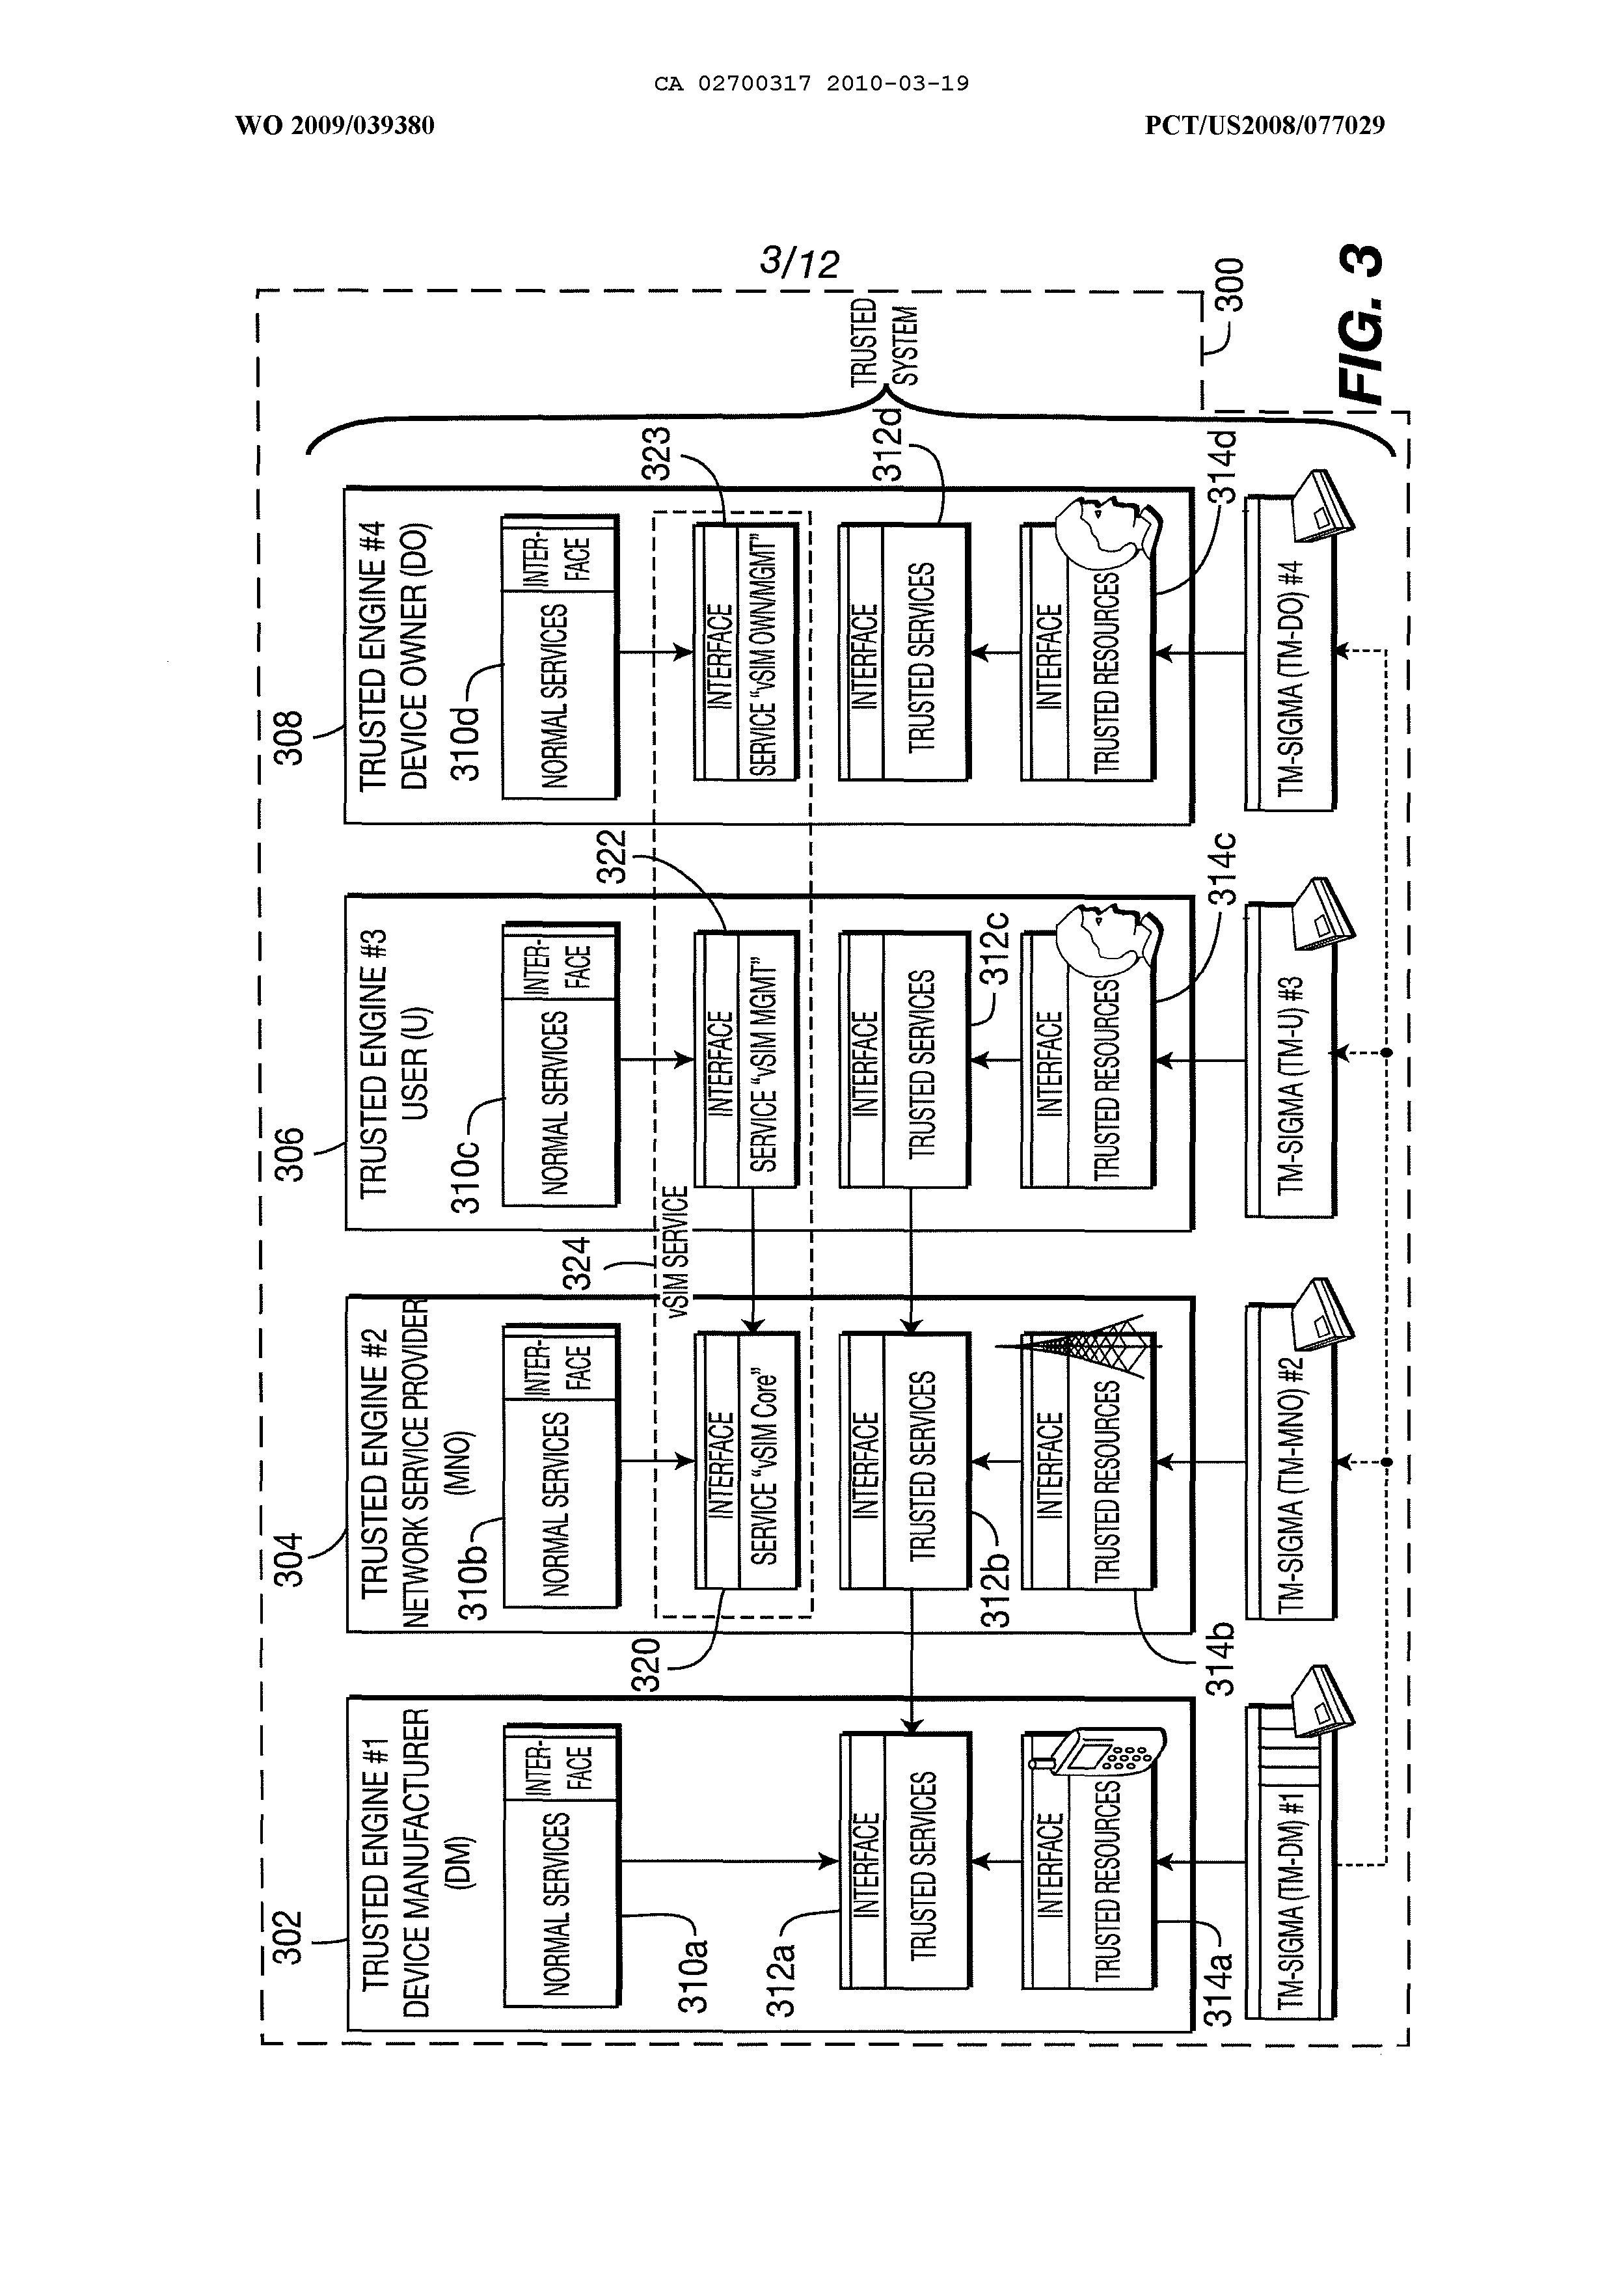 CA 02700317 2010-03-19
WO 2009/039380
PCT/US2008/077029
3/12
302
TRUSTED ENGINE #1
DEVICE MANUFACTURER
(DM)
NORMAL SERVICES
INTER-
FACE
310a
312a
INTERFACE
TRUSTED SERVICES
INTERFACE
TRUSTED RESOURCES
314a
TM-SIGMA (TM-DM) #1
304
TRUSTED ENGINE #2
NETWORK SERVICE PROVIDER
(MNO)
310b
NORMAL SERVICES
INTER-
FACE
320
INTERFACE
SERVICE “vSIM Core”
INTERFACE
TRUSTED SERVICES
312b
INTERFACE
TRUSTED RESOURCES
314b
TM-SIGMA (TM-MNO) #2
324
vSIM SERVICE
306
TRUSTED ENGINE #3
USER (U)
310c
NORMAL SERVICES
INTER-
FACE
322
INTERFACE
SERVICE “vSIM MGMT”
INTERFACE
TRUSTED SERVICES
312c
INTERFACE
TRUSTED RESOURCES
314c
TM-SIGMA (TM-U) #3
308
TRUSTED ENGINE #4
DEVICE OWNER (DO)
310d
NORMAL SERVICES
INTER-
FACE
323
INTERFACE
SERVICE “vSIM OWN/MGMT”
312d
INTERFACE
TRUSTED SERVICES
INTERFACE
TRUSTED RESOURCES
314d
TM-SIGMA (TM-DO) #4
TRUSTED
SYSTEM
300
FIG. 3